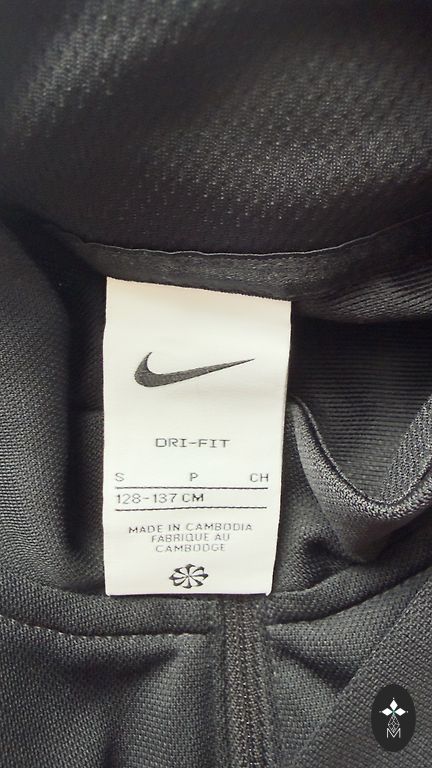 DRI-FIT
S P CH
128-137 CM
MADE IN CAMBODIA
FABRIQUE AU
CAMBODGE
M